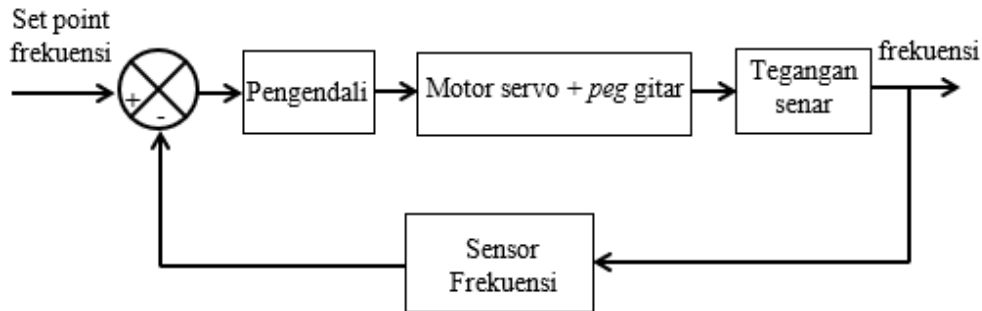 Set point
frekuensi
+
-
Pengendali
Motor servo + peg gitar
Tegangan
senar
frekuensi
Sensor
Frekuensi